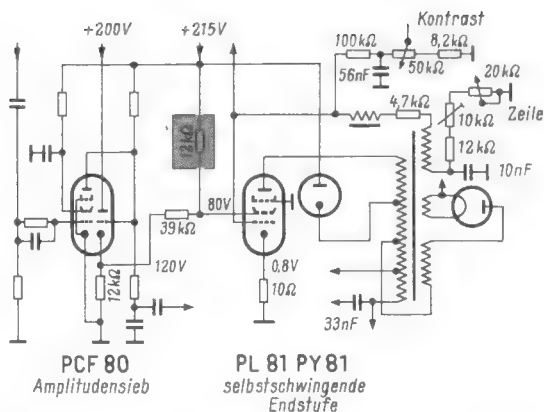 Kontrast
+200V
+215V
100kΩ
8,2kΩ
50kΩ
56nF
20kΩ
4,7kΩ
10kΩ
Zeile
12kΩ
12kΩ
10nF
80V
39kΩ
120V
0,8V
12kΩ
10Ω
33nF
PCF 80
Amplitudensieb
PL 81 PY 81
selbstschwingende
Endstufe